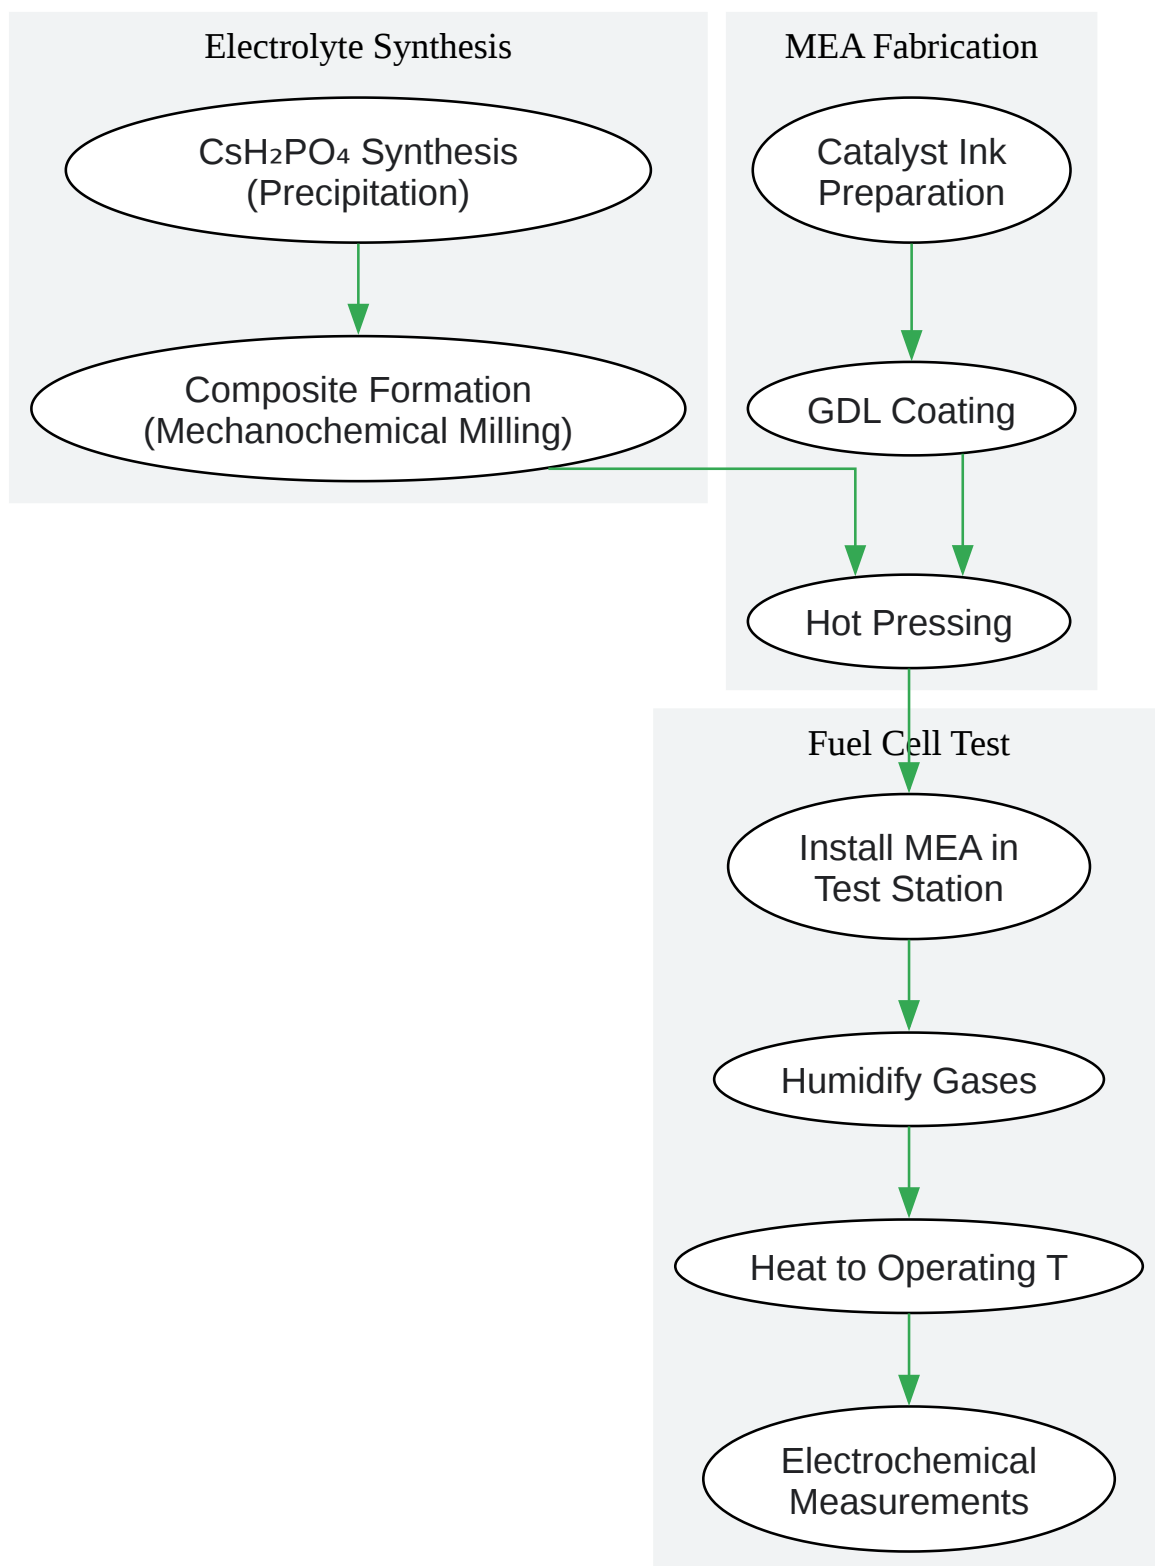 Electrolyte Synthesis
CsH₂PO₄ Synthesis
(Precipitation)
Composite Formation
(Mechanochemical Milling)
MEA Fabrication
Catalyst Ink
Preparation
GDL Coating
Hot Pressing
Fuel Cell Test
Install MEA in
Test Station
Humidify Gases
Heat to Operating T
Electrochemical
Measurements